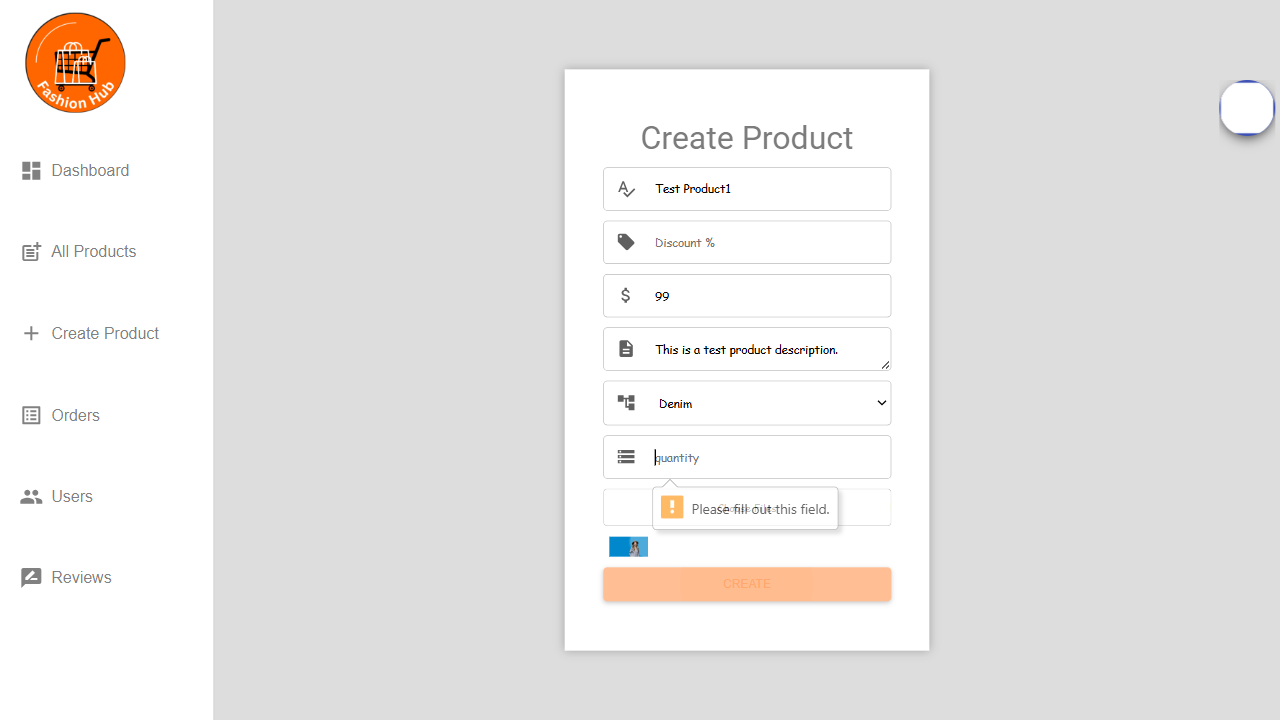 Fashion Hub
Dashboard
All Products
Create Product
Orders
Users
Reviews
Create Product
Test Product1
Discount %
99
This is a test product description.
Denim
quantity
Please fill out this field.
CREATE